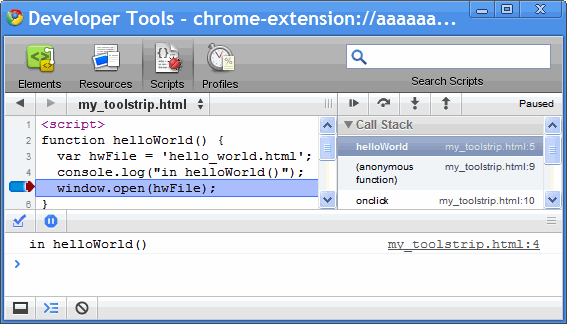 Developer Tools - chrome-extension://aaaaaa...
Elements Resources Scripts Profiles Search Scripts
my_toolstrip.html Paused
1 <script>
2 function helloWorld() {
3 var hwFile = 'hello_world.html';
4 console.log("in helloWorld()");
window.open(hwFile);
6 }
Call Stack
helloWorld my_toolstrip.html:5
(anonymous my_toolstrip.html:9
function)
onclick my_toolstrip.html:10
in helloWorld() my_toolstrip.html:4
>